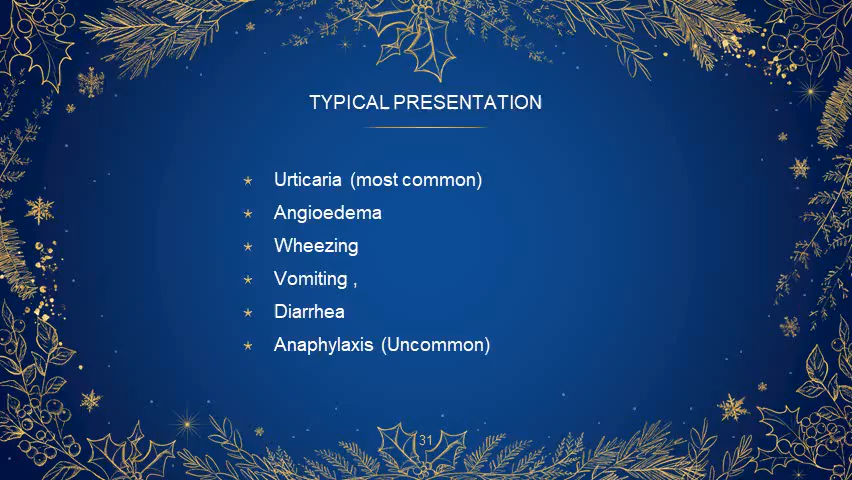 TYPICAL PRESENTATION
Urticaria (most common)
Angioedema
Wheezing
Vomiting ,
Diarrhea
Anaphylaxis (Uncommon)
31